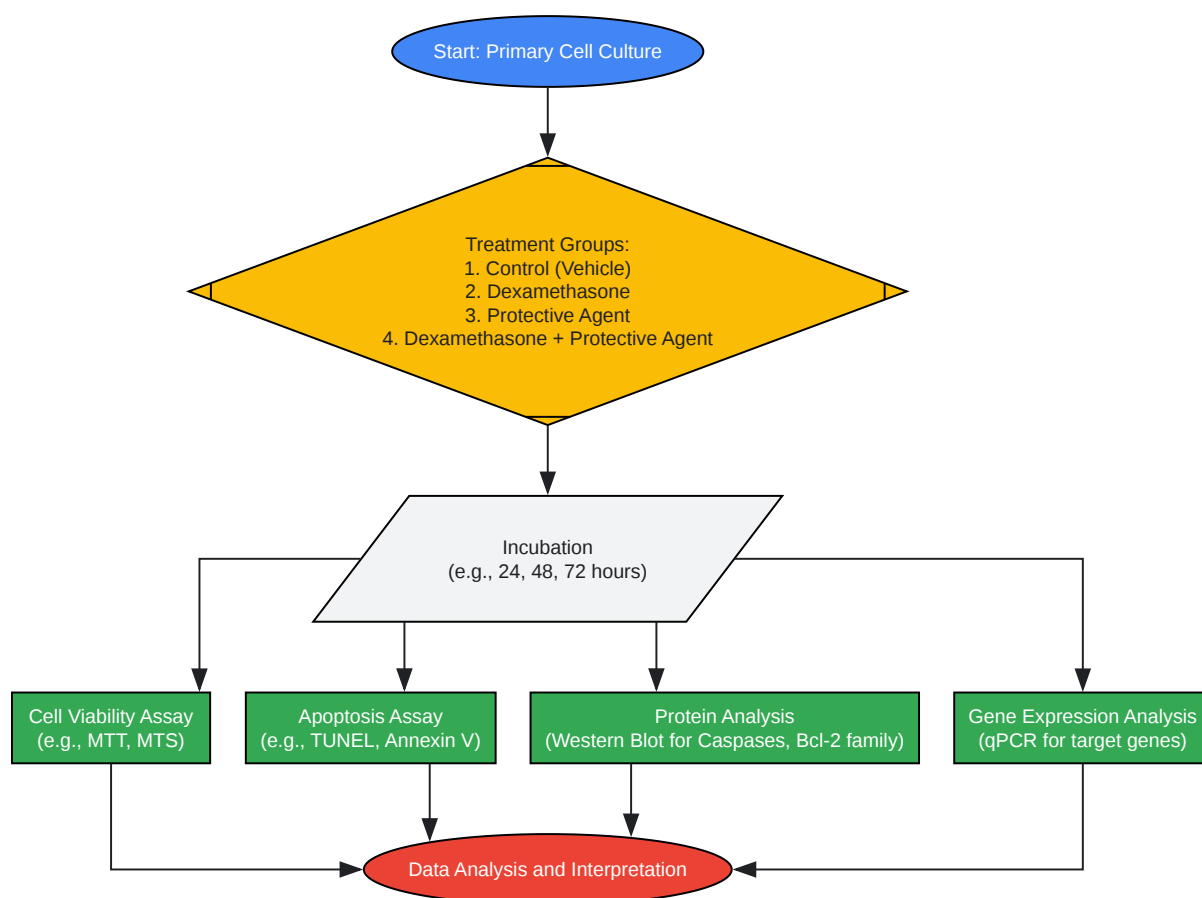 Start: Primary Cell Culture
Treatment Groups:
1. Control (Vehicle)
2. Dexamethasone
3. Protective Agent
4. Dexamethasone + Protective Agent
Incubation
(e.g., 24, 48, 72 hours)
Cell Viability Assay
(e.g., MTT, MTS)
Apoptosis Assay
(e.g., TUNEL, Annexin V)
Protein Analysis
(Western Blot for Caspases, Bcl-2 family)
Gene Expression Analysis
(qPCR for target genes)
Data Analysis and Interpretation